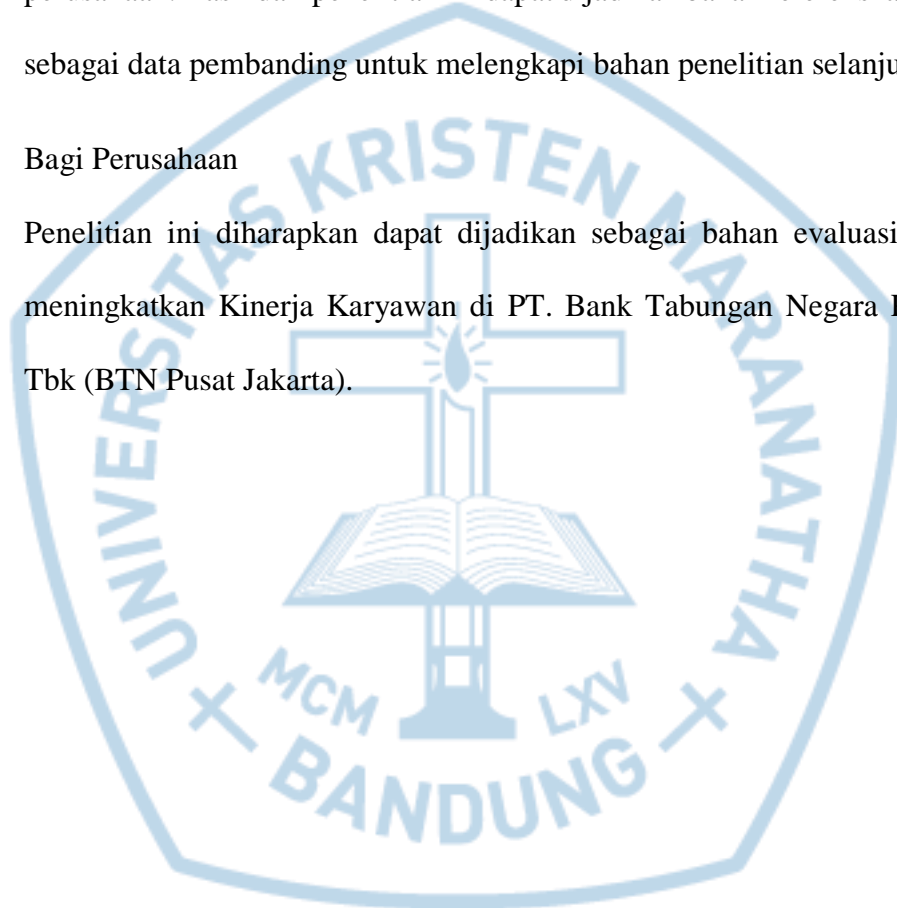 sebagai data pembanding untuk melengkapi bahan penelitian
Bagi Perusahaan
Penelitian ini diharapkan dapat dijadikan sebagai bahan evaluasi
meningkatkan Kinerja Karyawan di PT. Bank Tabungan Negara
Tbk (BTN Pusat Jakarta).
UNIVERSITAS KRISTEN MARANATHA
MCM LXV
BANDUNG